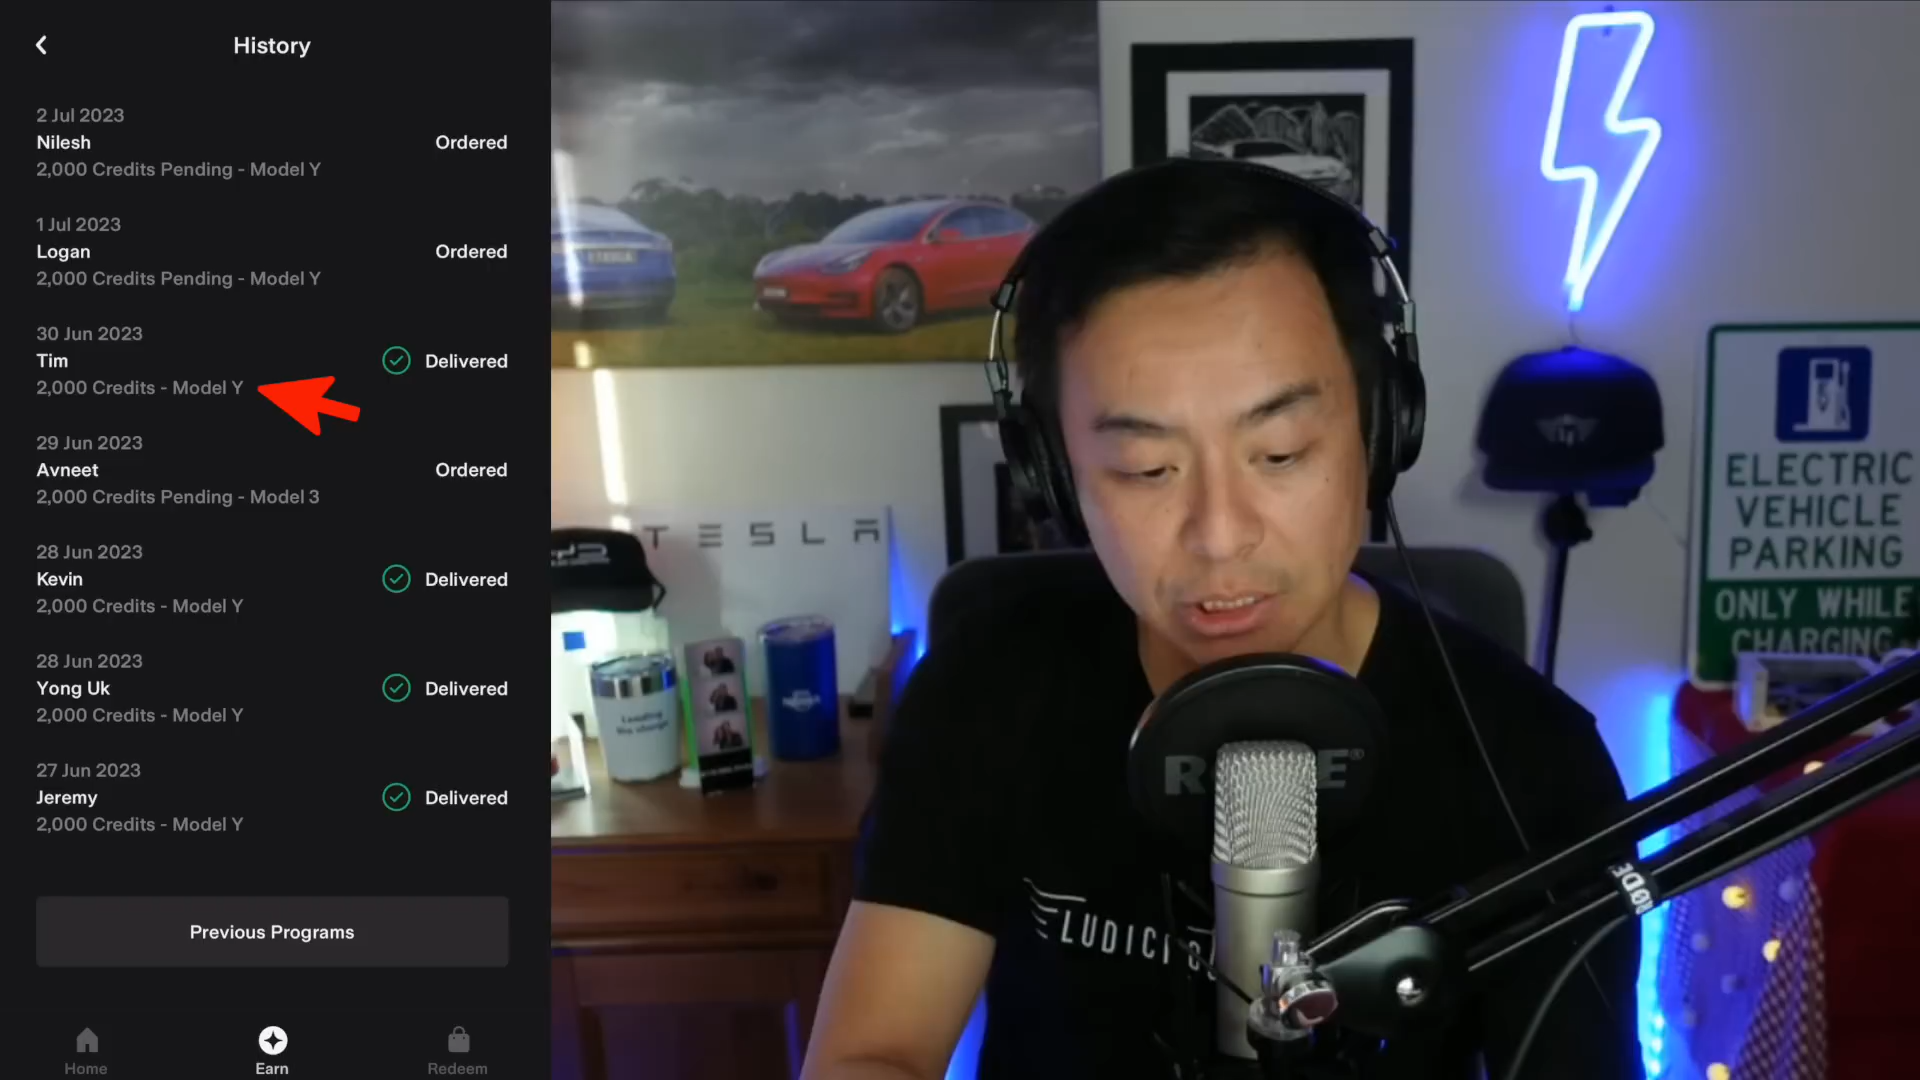 History
2 Jul 2023
Nilesh
Ordered
2,000 Credits Pending - Model Y
1 Jul 2023
Logan
Ordered
2,000 Credits Pending - Model Y
30 Jun 2023
Tim
Delivered
2,000 Credits - Model Y
29 Jun 2023
Avneet
Ordered
2,000 Credits Pending - Model 3
28 Jun 2023
Kevin
Delivered
2,000 Credits - Model Y
28 Jun 2023
Yong Uk
Delivered
2,000 Credits - Model Y
27 Jun 2023
Jeremy
Delivered
2,000 Credits - Model Y
Previous Programs
Home
Earn
Redeem
TESLA
ELECTRIC
VEHICLE
PARKING
ONLY WHILE
CHARGING
Leading
the charge
RODE